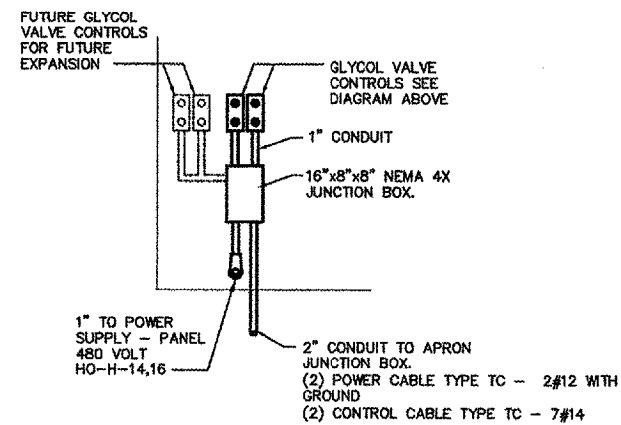 FUTURE GLYCOL
VALVE CONTROLS
FOR FUTURE
EXPANSION
GLYCOL VALVE
CONTROLS SEE
DIAGRAM ABOVE
1" CONDUIT
16"x8"x8" NEMA 4X
JUNCTION BOX.
1" TO POWER
SUPPLY – PANEL
480 VOLT
HO-H-14,16
2" CONDUIT TO APRON
JUNCTION BOX.
(2) POWER CABLE TYPE TC – 2#12 WITH
GROUND
(2) CONTROL CABLE TYPE TC – 7#14